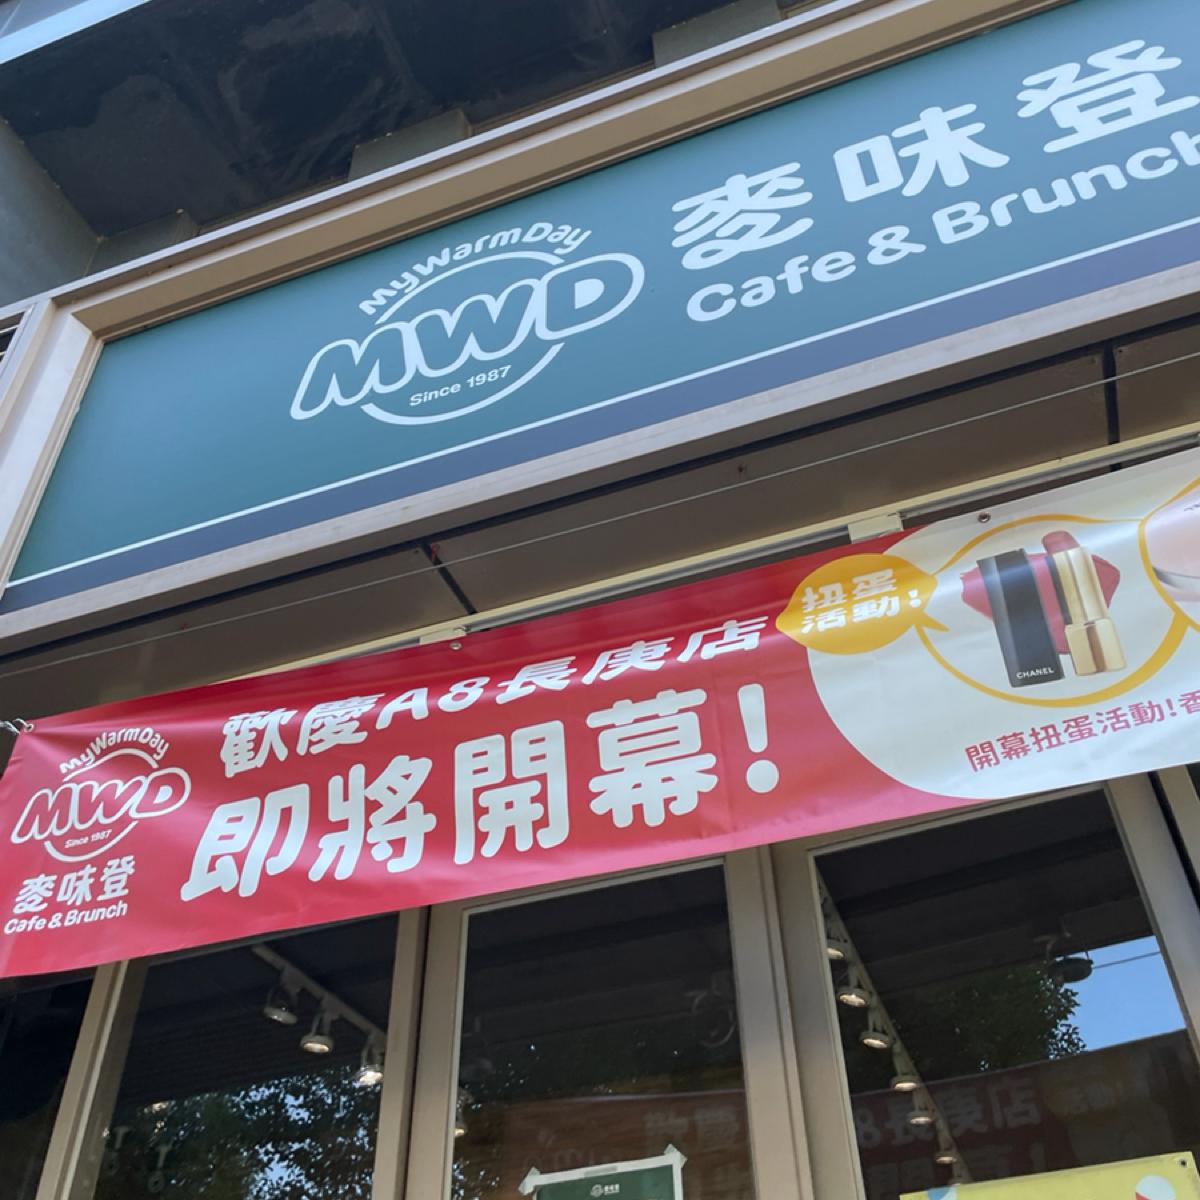 MyWarmDay
MWD
Since 1987
麥味登
Cafe & Brunch
MyWarmDay
MWD
Since 1987
麥味登
Cafe & Brunch
歡慶A8長庚店
即將開幕!
扭蛋
活動!
CHANEL
開幕扭蛋活動!香